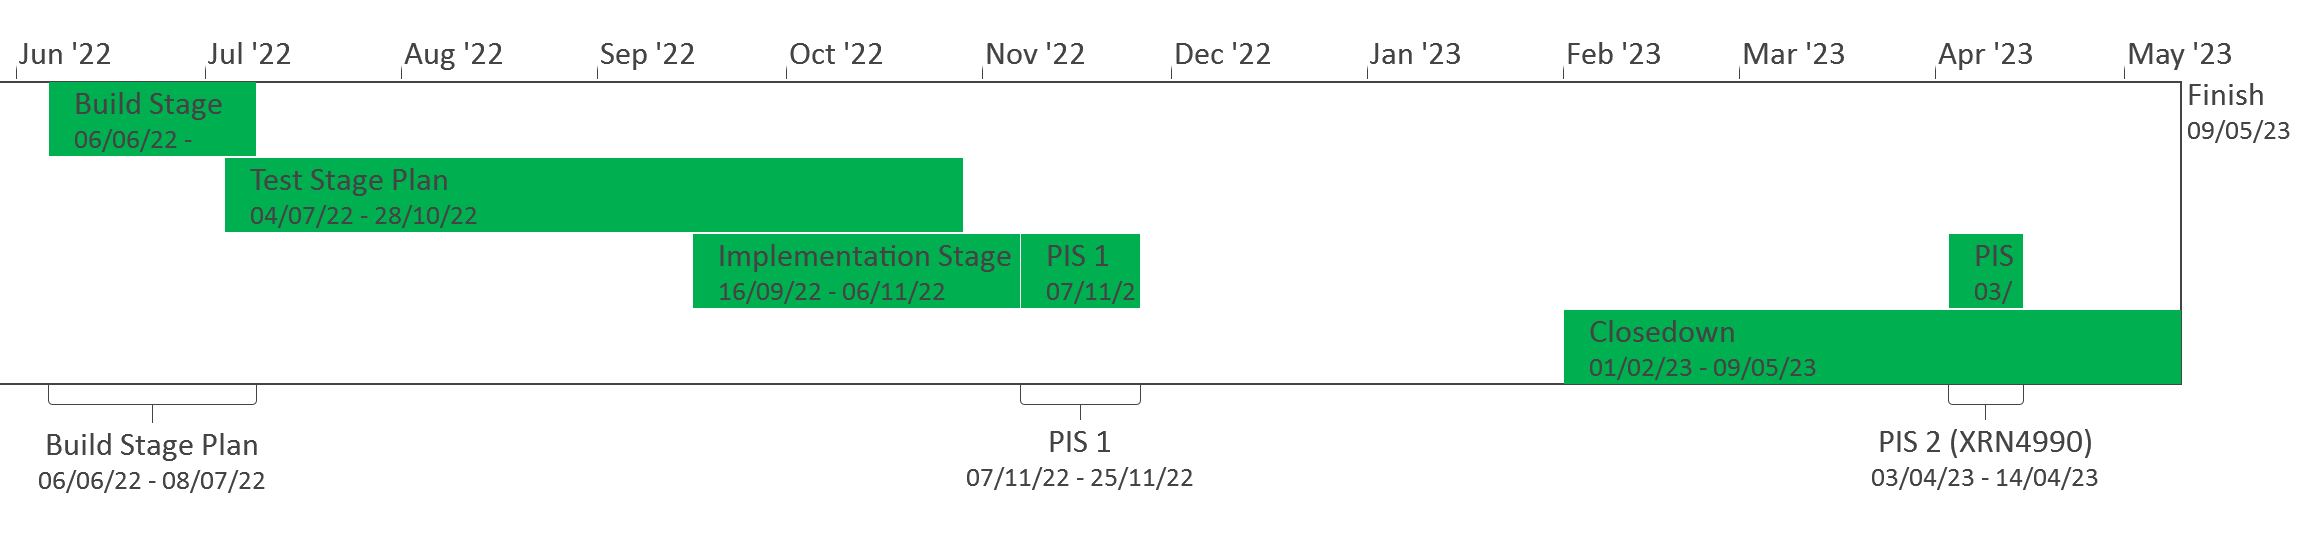 Jun '22
Jul '22
Aug '22
Sep '22
Oct '22
Nov '22
Dec '22
Jan '23
Feb '23
Mar '23
Apr '23
May '23
Build Stage
06/06/22 -
Finish
09/05/23
Test Stage Plan
04/07/22 - 28/10/22
Implementation Stage
16/09/22 - 06/11/22
PIS 1
07/11/2
PIS
03/
Closedown
01/02/23 - 09/05/23
Build Stage Plan
06/06/22 - 08/07/22
PIS 1
07/11/22 - 25/11/22
PIS 2 (XRN4990)
03/04/23 - 14/04/23